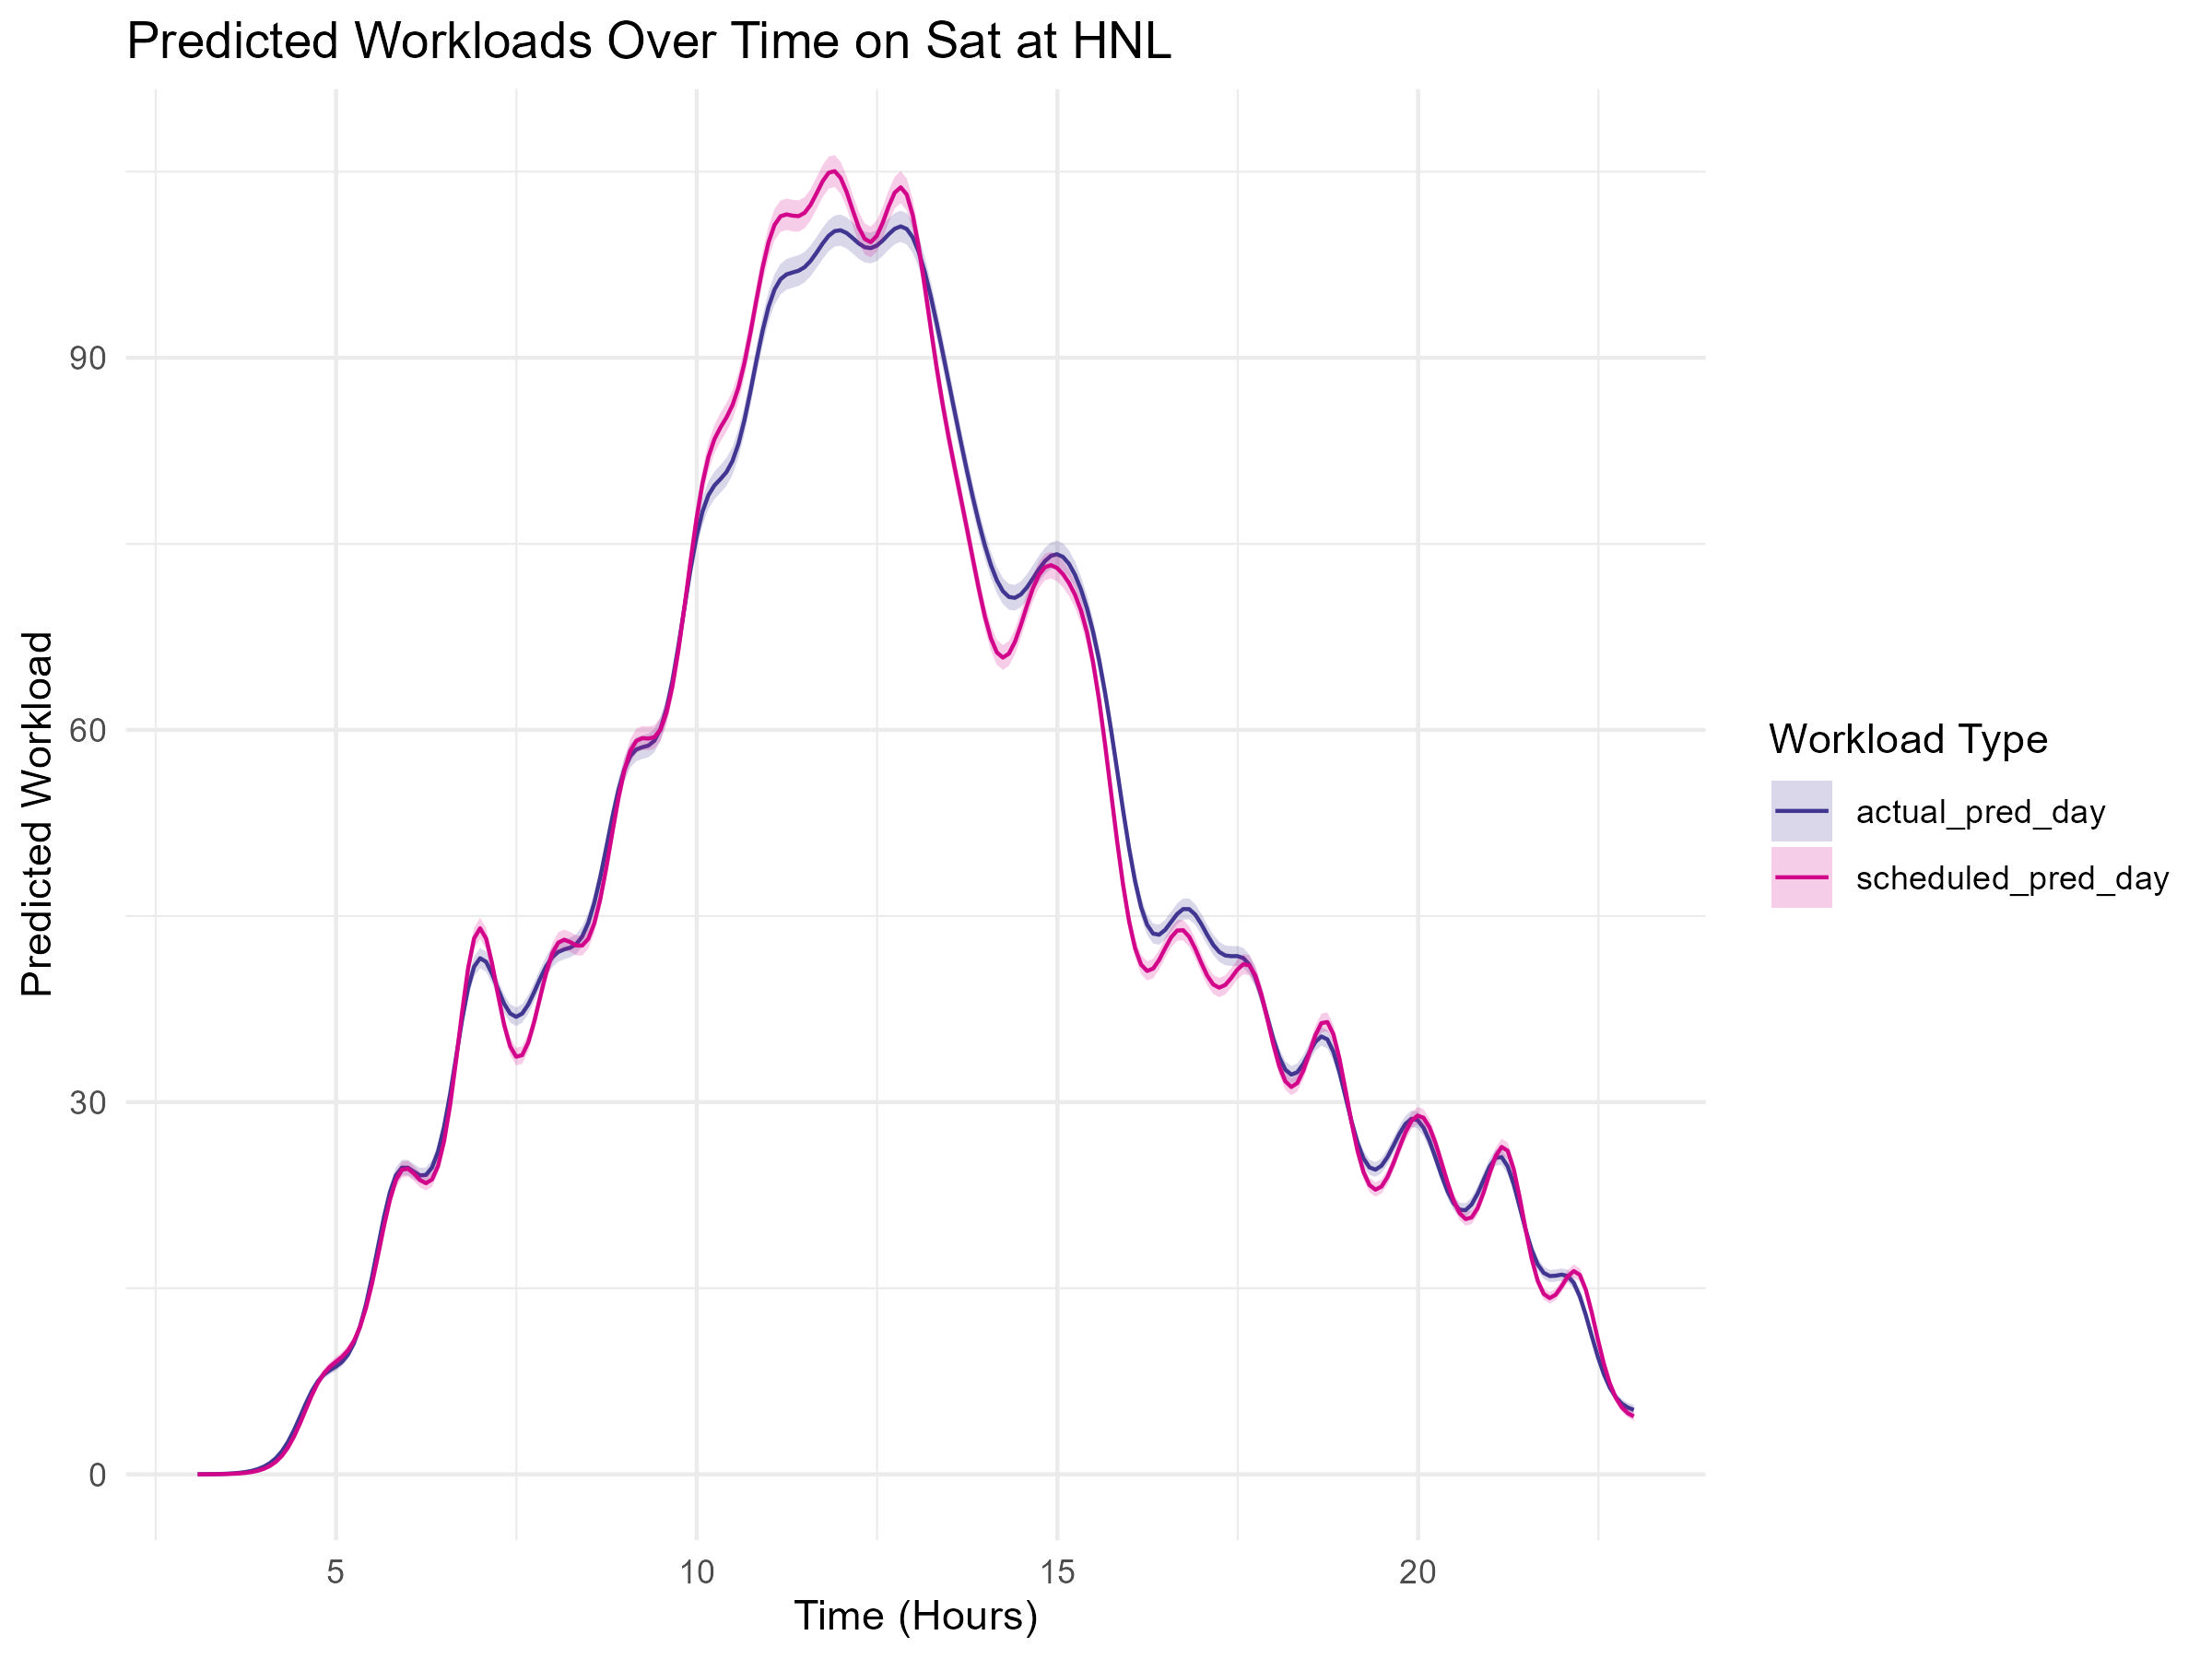 Predicted Workloads Over Time on Sat at HNL
Predicted Workload
90
60
30
0
5
10
15
20
Time (Hours)
Workload Type
actual_pred_day
scheduled_pred_day